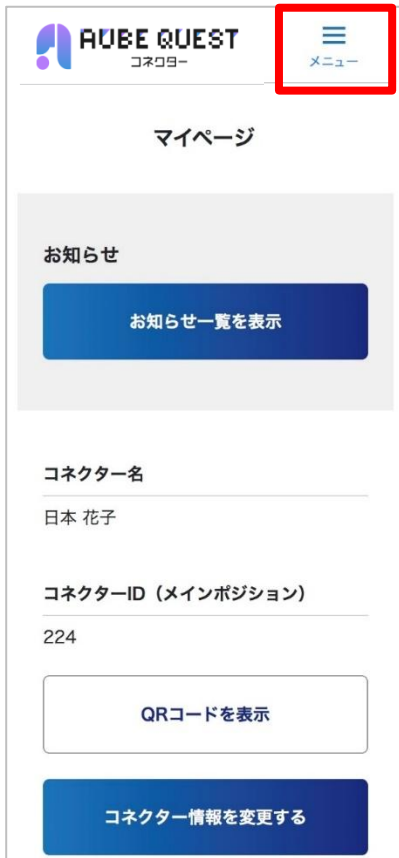 AUBE QUEST
コネクター
メニュー
マイページ
お知らせ
お知らせ一覧を表示
コネクター名
日本 花子
コネクターID（メインポジション）
224
QRコードを表示
コネクター情報を変更する